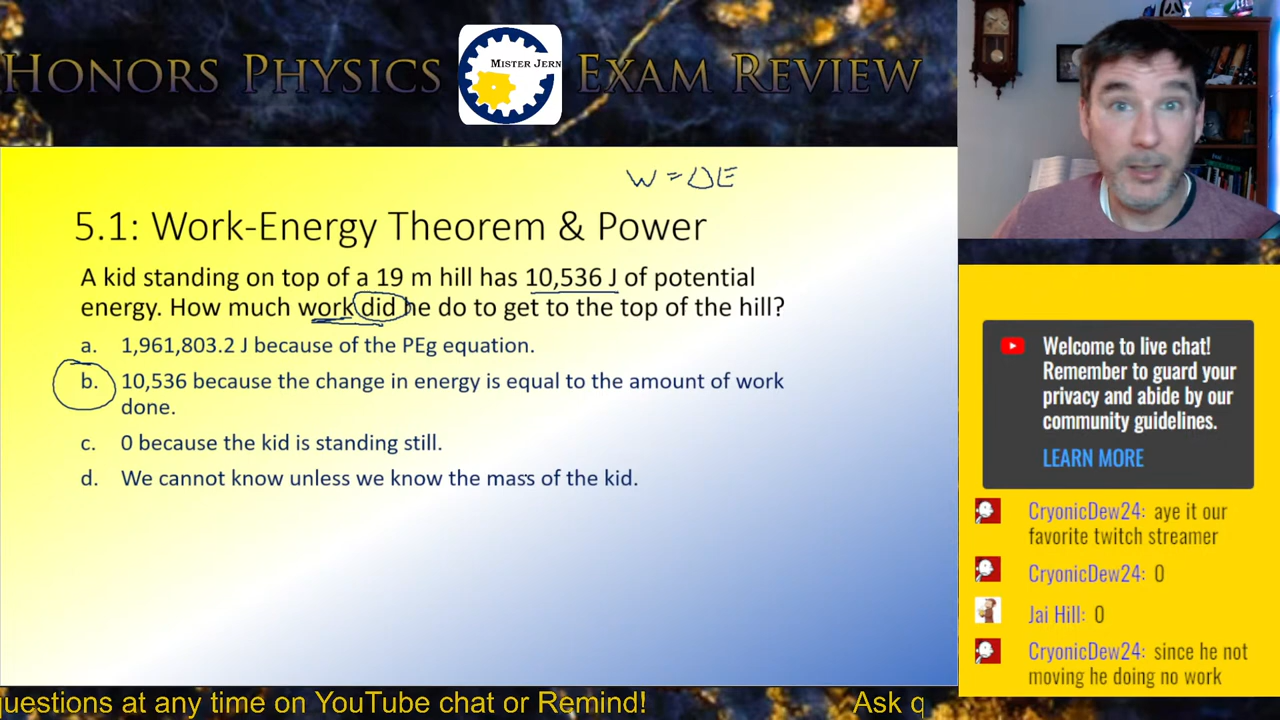 HONORS PHYSICS
MISTER JERN
EXAM REVIEW
W = ΔE
5.1: Work-Energy Theorem & Power
A kid standing on top of a 19 m hill has 10,536 J of potential
energy. How much work did he do to get to the top of the hill?
a. 1,961,803.2 J because of the PEg equation.
b. 10,536 because the change in energy is equal to the amount of work
done.
c. 0 because the kid is standing still.
d. We cannot know unless we know the mass of the kid.
Welcome to live chat!
Remember to guard your
privacy and abide by our
community guidelines.
LEARN MORE
CryonicDew24: aye it our
favorite twitch streamer
CryonicDew24: 0
Jai Hill: 0
CryonicDew24: since he not
moving he doing no work
uestions at any time on YouTube chat or Remind!
Ask q